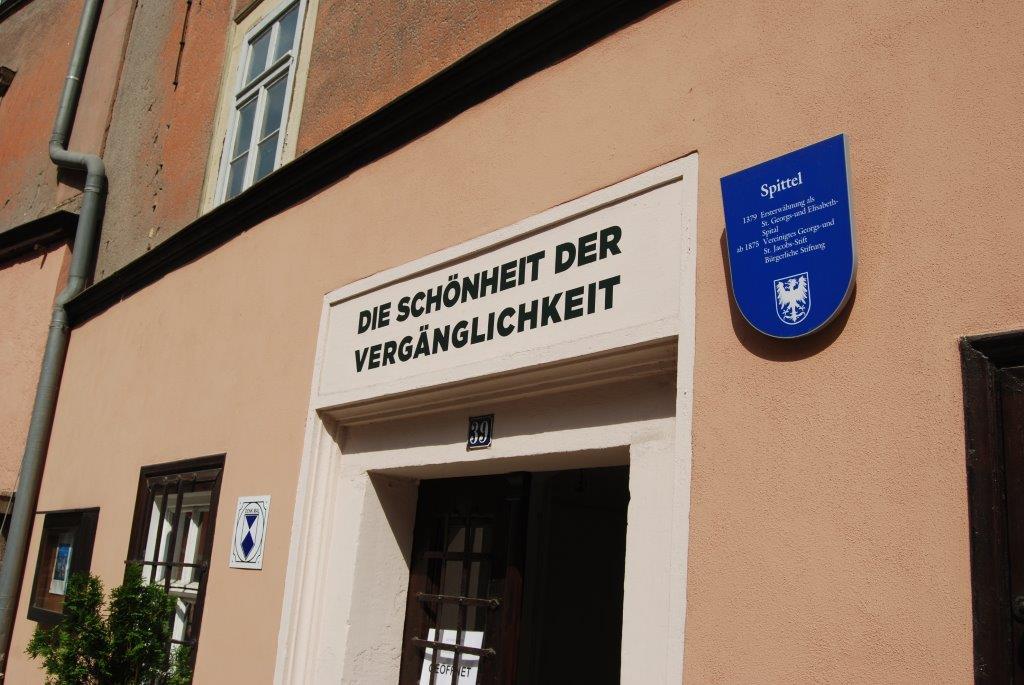 DIE SCHÖNHEIT DER
VERGÄNGLICHKEIT
39
GEÖFFNET
Spittel
1379 Ersterwähnung als
St. Georgs-und Elisabeth-
Spital
ab 1875 Vereinigtes Georgs-und
St. Jacobs-Stift
Bürgerliche Stiftung